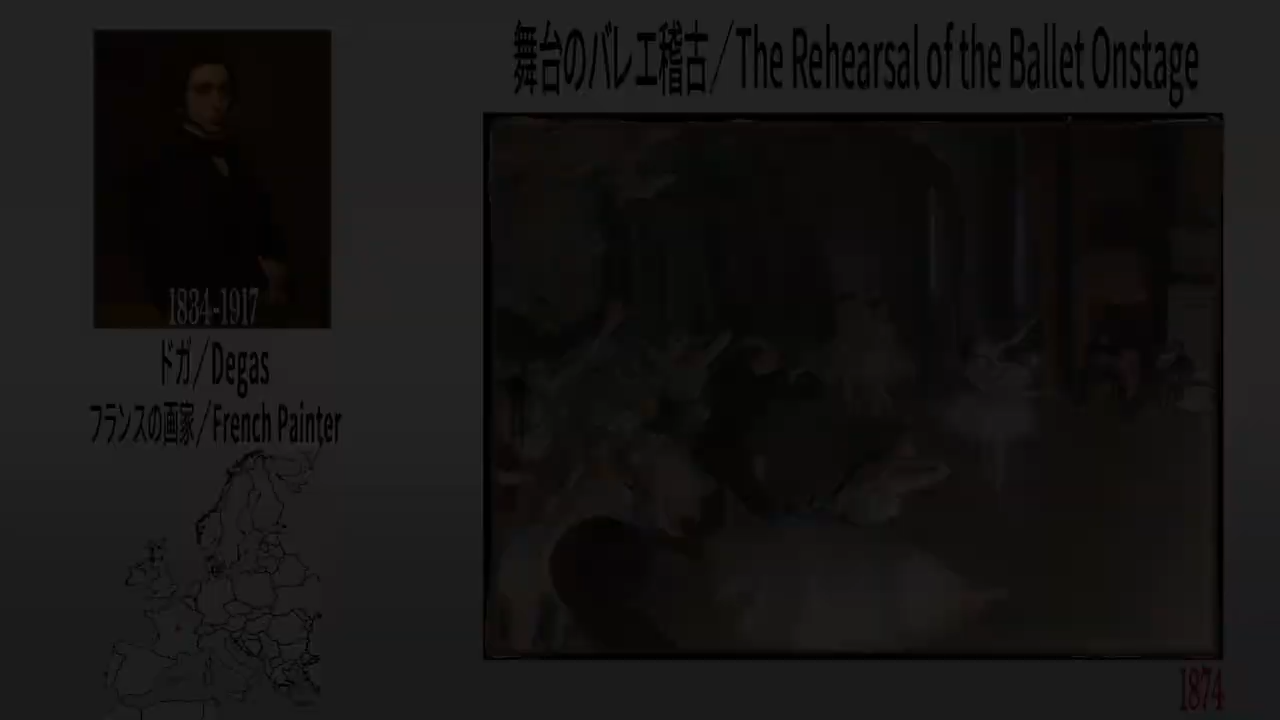 舞台のバレエ稽古/The Rehearsal of the Ballet Onstage
1834-1917
ドガ/Degas
フランスの画家/French Painter
1874